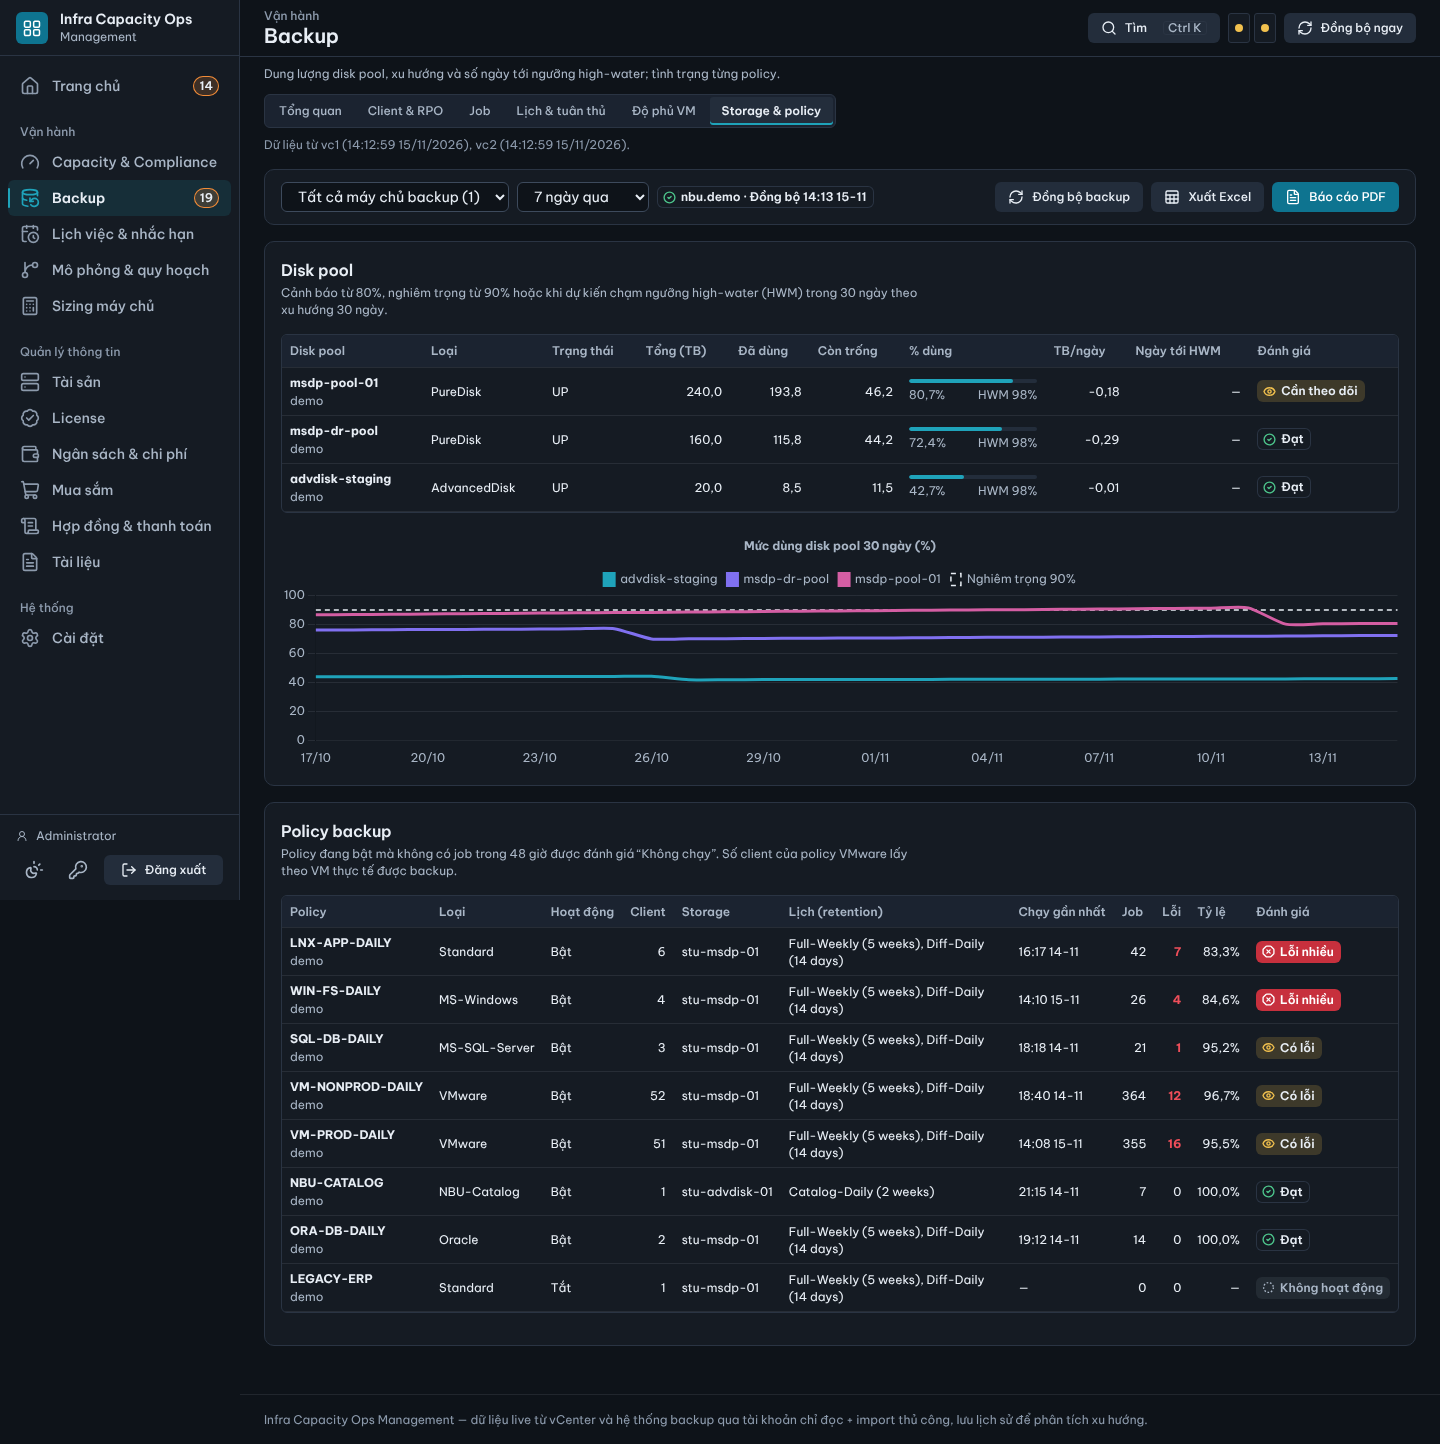 Infra Capacity Ops
Management
Trang chủ 14
Vận hành
Capacity & Compliance
Backup 19
Lịch việc & nhắc hạn
Mô phỏng & quy hoạch
Sizing máy chủ
Quản lý thông tin
Tài sản
License
Ngân sách & chi phí
Mua sắm
Hợp đồng & thanh toán
Tài liệu
Hệ thống
Cài đặt
Administrator
Đăng xuất
Vận hành
Backup
Tìm Ctrl K
Đồng bộ ngay
Dung lượng disk pool, xu hướng và số ngày tới ngưỡng high-water; tình trạng từng policy.
Tổng quan Client & RPO Job Lịch & tuân thủ Độ phủ VM Storage & policy
Dữ liệu từ vc1 (14:12:59 15/11/2026), vc2 (14:12:59 15/11/2026).
Tất cả máy chủ backup (1) 7 ngày qua nbu.demo · Đồng bộ 14:13 15-11 Đồng bộ backup Xuất Excel Báo cáo PDF
Disk pool
Cảnh báo từ 80%, nghiêm trọng từ 90% hoặc khi dự kiến chạm ngưỡng high-water (HWM) trong 30 ngày theo
xu hướng 30 ngày.
Disk pool Loại Trạng thái Tổng (TB) Đã dùng Còn trống % dùng TB/ngày Ngày tới HWM Đánh giá
msdp-pool-01 PureDisk UP 240,0 193,8 46,2 80,7% HWM 98% -0,18 — Cần theo dõi
demo
msdp-dr-pool PureDisk UP 160,0 115,8 44,2 72,4% HWM 98% -0,29 — Đạt
demo
advdisk-staging AdvancedDisk UP 20,0 8,5 11,5 42,7% HWM 98% -0,01 — Đạt
demo
Mức dùng disk pool 30 ngày (%)
advdisk-staging msdp-dr-pool msdp-pool-01 Nghiêm trọng 90%
100
80
60
40
20
0
17/10 20/10 23/10 26/10 29/10 01/11 04/11 07/11 10/11 13/11
Policy backup
Policy đang bật mà không có job trong 48 giờ được đánh giá “Không chạy”. Số client của policy VMware lấy
theo VM thực tế được backup.
Policy Loại Hoạt động Client Storage Lịch (retention) Chạy gần nhất Job Lỗi Tỷ lệ Đánh giá
LNX-APP-DAILY Standard Bật 6 stu-msdp-01 Full-Weekly (5 weeks), Diff-Daily 16:17 14-11 42 7 83,3% Lỗi nhiều
demo (14 days)
WIN-FS-DAILY MS-Windows Bật 4 stu-msdp-01 Full-Weekly (5 weeks), Diff-Daily 14:10 15-11 26 4 84,6% Lỗi nhiều
demo (14 days)
SQL-DB-DAILY MS-SQL-Server Bật 3 stu-msdp-01 Full-Weekly (5 weeks), Diff-Daily 18:18 14-11 21 1 95,2% Có lỗi
demo (14 days)
VM-NONPROD-DAILY VMware Bật 52 stu-msdp-01 Full-Weekly (5 weeks), Diff-Daily 18:40 14-11 364 12 96,7% Có lỗi
demo (14 days)
VM-PROD-DAILY VMware Bật 51 stu-msdp-01 Full-Weekly (5 weeks), Diff-Daily 14:08 15-11 355 16 95,5% Có lỗi
demo (14 days)
NBU-CATALOG NBU-Catalog Bật 1 stu-advdisk-01 Catalog-Daily (2 weeks) 21:15 14-11 7 0 100,0% Đạt
demo
ORA-DB-DAILY Oracle Bật 2 stu-msdp-01 Full-Weekly (5 weeks), Diff-Daily 19:12 14-11 14 0 100,0% Đạt
demo (14 days)
LEGACY-ERP Standard Tắt 1 stu-msdp-01 Full-Weekly (5 weeks), Diff-Daily — 0 0 — Không hoạt động
demo (14 days)
Infra Capacity Ops Management — dữ liệu live từ vCenter và hệ thống backup qua tài khoản chỉ đọc + import thủ công, lưu lịch sử để phân tích xu hướng.